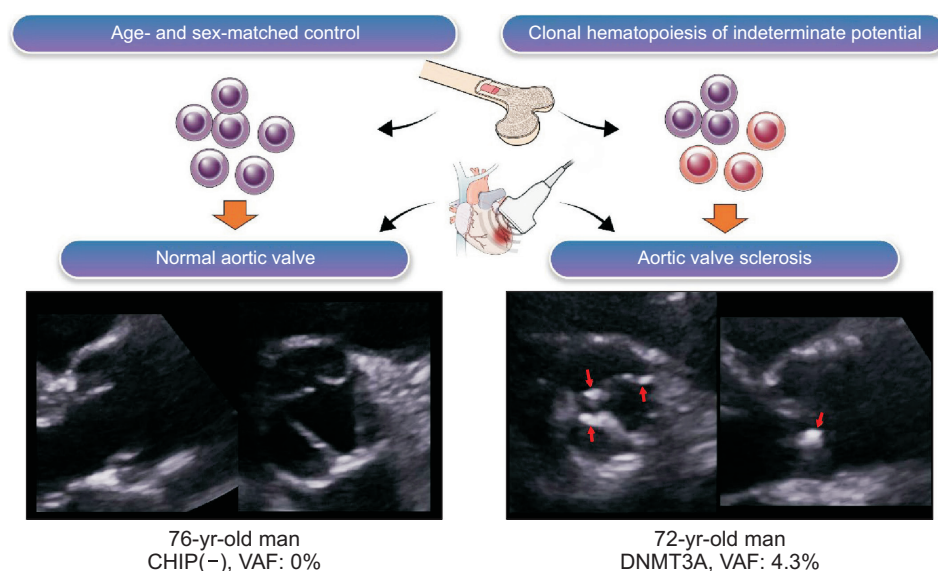 Age- and sex-matched control
Clonal hematopoiesis of indeterminate potential
Normal aortic valve
Aortic valve sclerosis
76-yr-old man
CHIP(−), VAF: 0%
72-yr-old man
DNMT3A, VAF: 4.3%